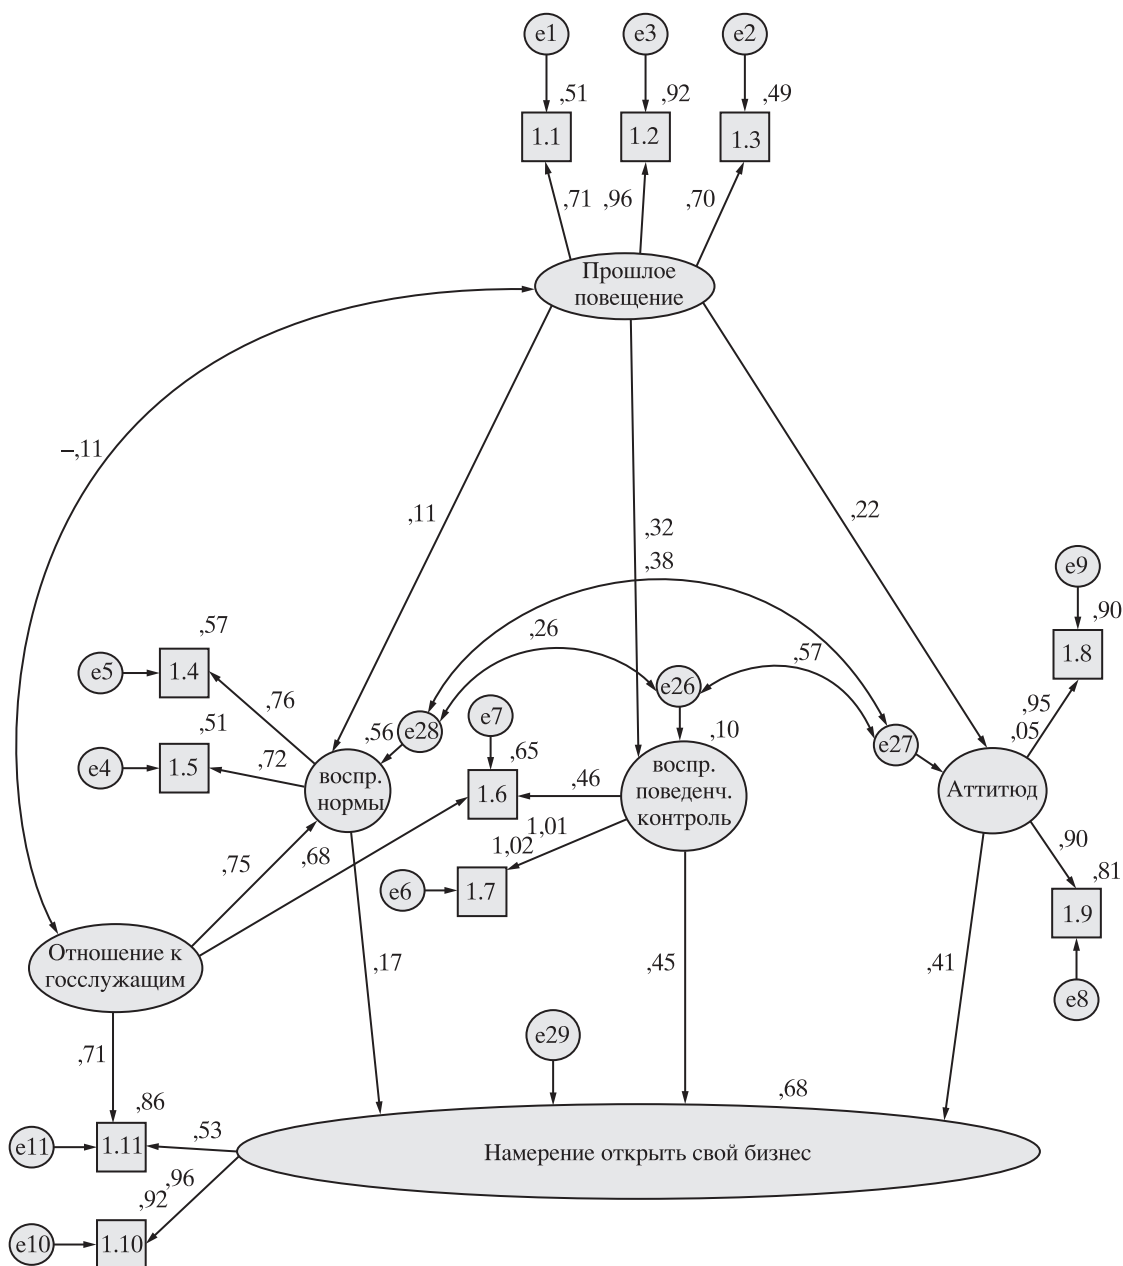 e1 e3 e2
,51 ,92 ,49
1.1 1.2 1.3
,71 ,96 ,70
Прошлое
повещение
–,11
,11
,32
,22
,38
e9
,90
1.8
,57
,26
,57
e5
1.4
,76
e26
,95
,05
,51
,56
e28
e7
,10
e27
e4
1.5
,72
воспр.
нормы
,65
1.6
,46
воспр.
поведенч.
контроль
Аттитюд
1,01
1,02
,90
,81
,75
,68
e6
1.7
1.9
Отношение к
госслужащим
,17
,45
,41
e8
e29
,71
,86
,68
e11
1.11
,53
Намерение открыть свой бизнес
,96
,92
e10
1.10